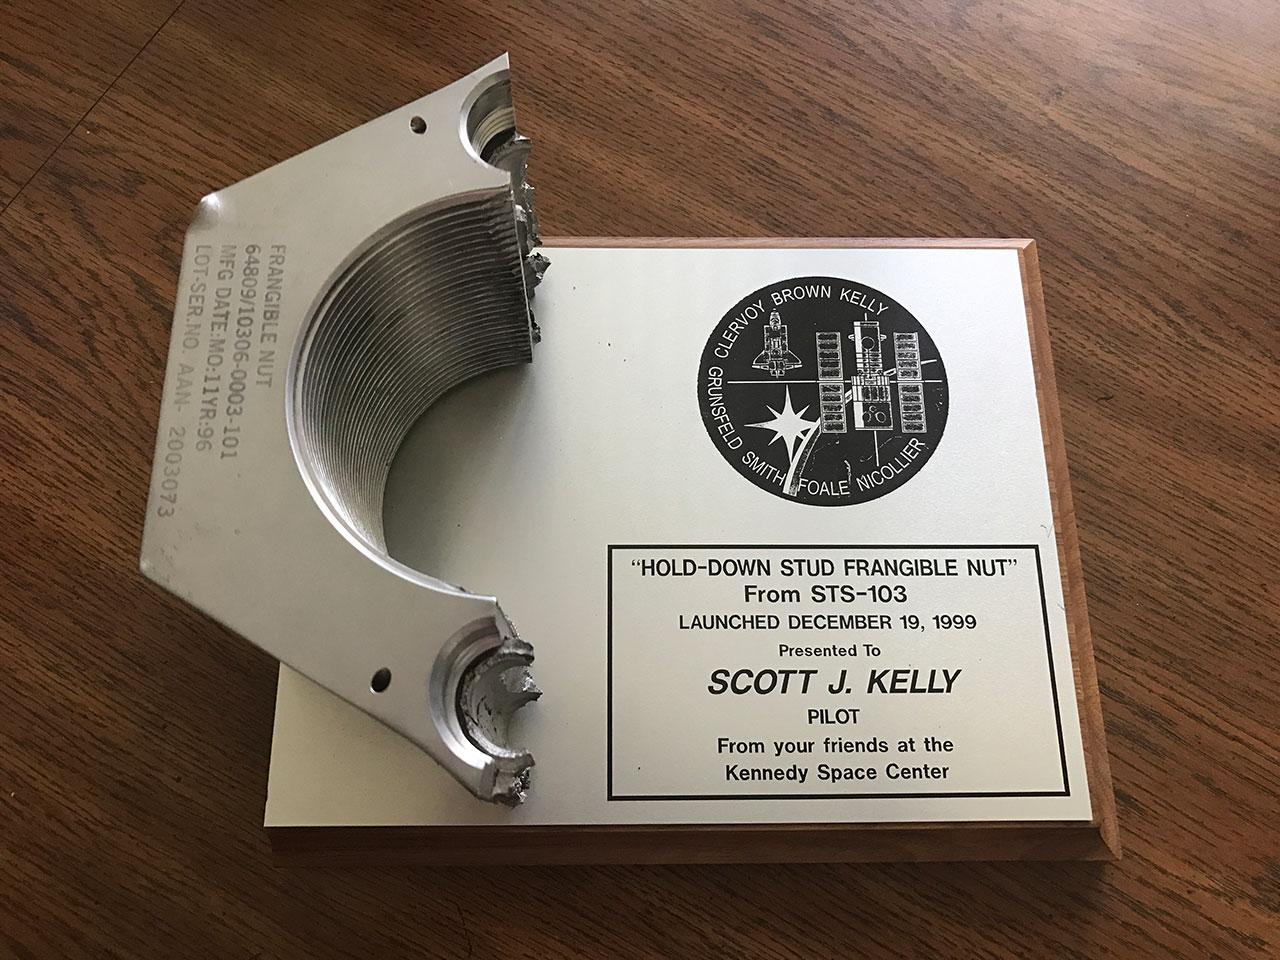 FRANGIBLE NUT
64809/10306-0003-101
MFG DATE:MO:11YR:96
LOT-SER.NO. AAN- 2003073
CLERVOY BROWN KELLY
GRUNSFELD SMITH FOALE NICOLLIER
“HOLD-DOWN STUD FRANGIBLE NUT”
From STS-103
LAUNCHED DECEMBER 19, 1999
Presented To
SCOTT J. KELLY
PILOT
From your friends at the
Kennedy Space Center